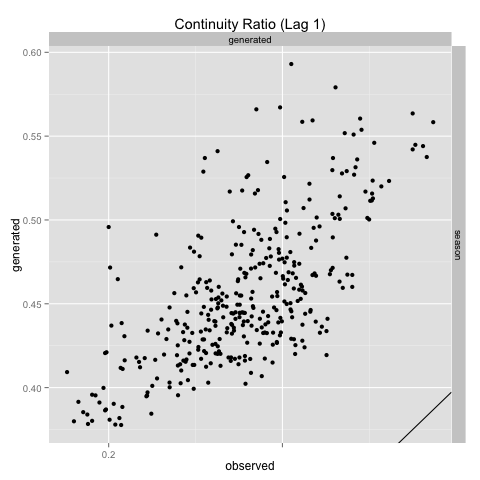 Continuity Ratio (Lag 1)
generated
0.60
0.55
0.50
0.45
0.40
generated
season
0.2
observed